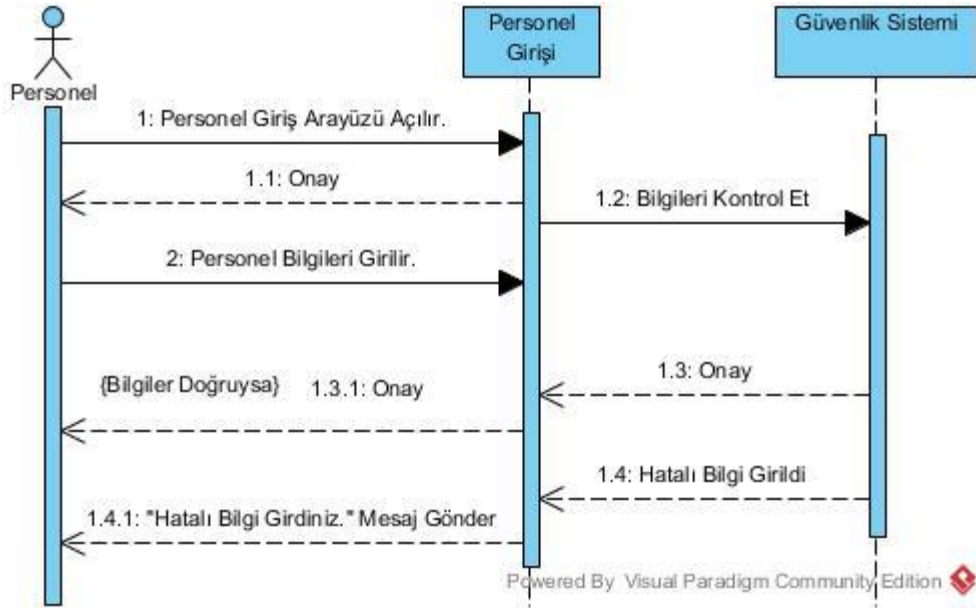 Personel
Girişi
Güvenlik Sistemi
Personel
1: Personel Giriş Arayüzü Açılır.
1.1: Onay
1.2: Bilgileri Kontrol Et
2: Personel Bilgileri Girilir.
1.3: Onay
{Bilgiler Doğruysa} 1.3.1: Onay
1.4: Hatalı Bilgi Girildi
1.4.1: "Hatalı Bilgi Girdiniz." Mesaj Gönder
Powered By Visual Paradigm Community Edition